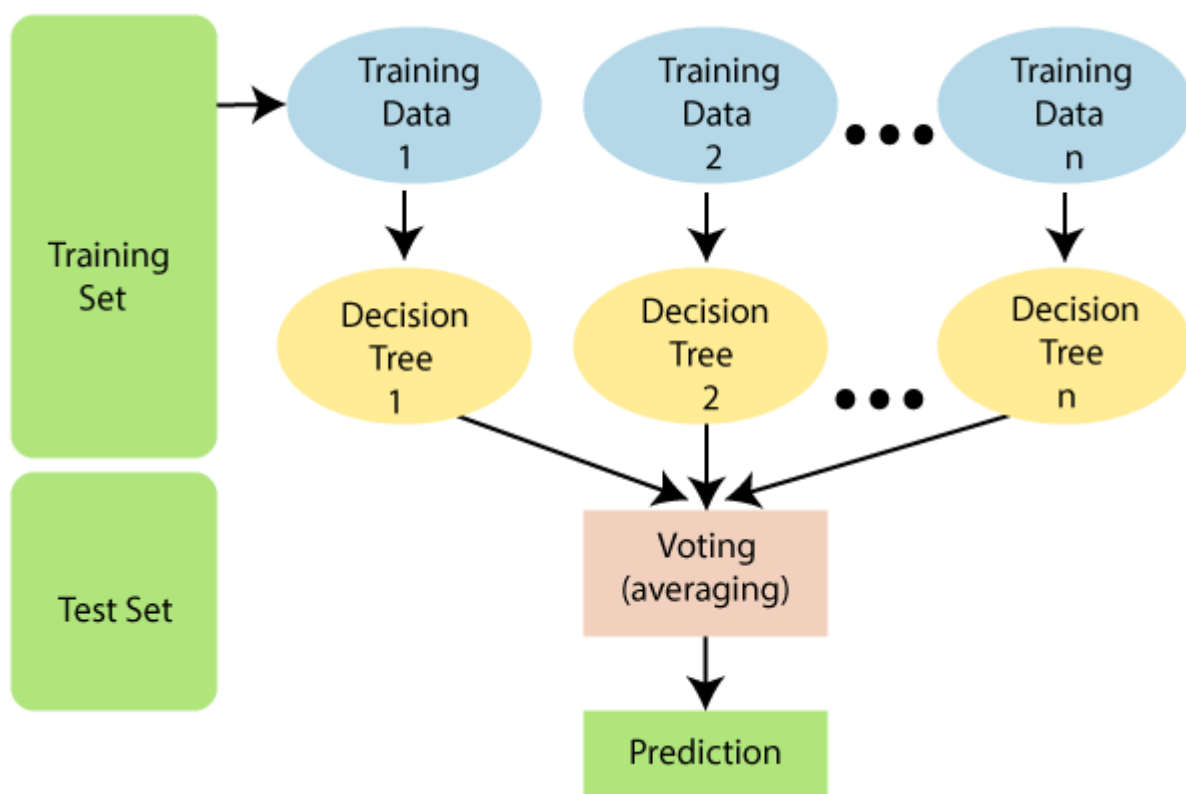 Training
Set
Test Set
Training
Data
1
Training
Data
2
Training
Data
n
Decision
Tree
1
Decision
Tree
2
Decision
Tree
n
Voting
(averaging)
Prediction